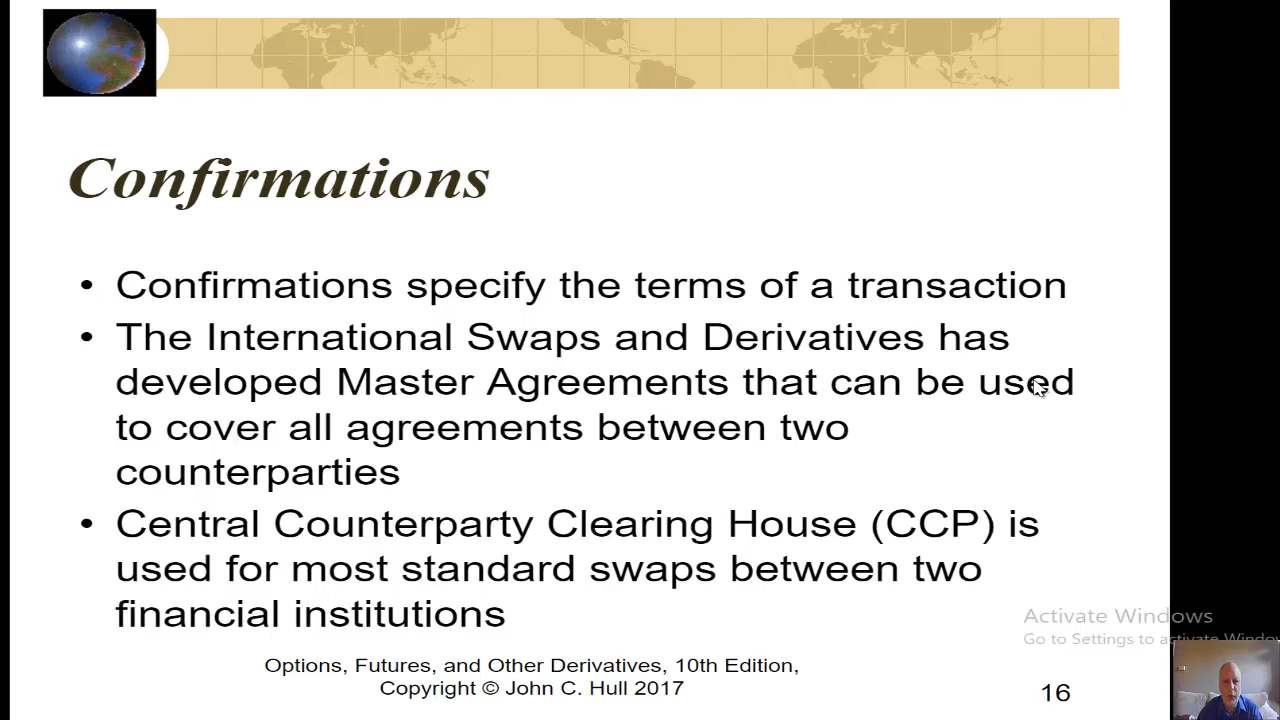 Confirmations
• Confirmations specify the terms of a transaction
• The International Swaps and Derivatives has
developed Master Agreements that can be used
to cover all agreements between two
counterparties
• Central Counterparty Clearing House (CCP) is
used for most standard swaps between two
financial institutions
Activate Windows
Go to Settings to activate Windo
Options, Futures, and Other Derivatives, 10th Edition,
Copyright © John C. Hull 2017
16